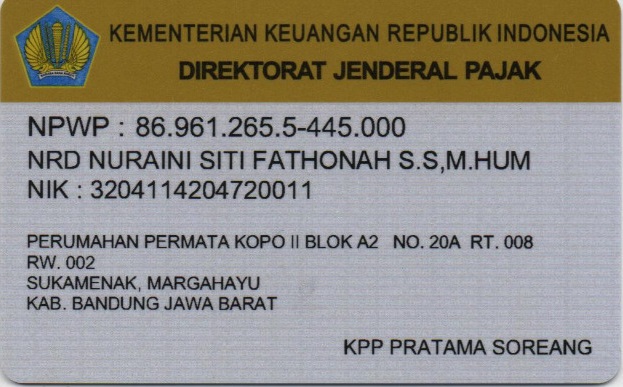 KEMENTERIAN KEUANGAN REPUBLIK INDONESIA
DIREKTORAT JENDERAL PAJAK
NPWP : 86.961.265.5-445.000
NRD NURAINI SITI FATHONAH S.S,M.HUM
NIK : 3204114204720011
PERUMAHAN PERMATA KOPO II BLOK A2 NO. 20A RT. 008
RW. 002
SUKAMENAK, MARGAHAYU
KAB. BANDUNG JAWA BARAT
KPP PRATAMA SOREANG